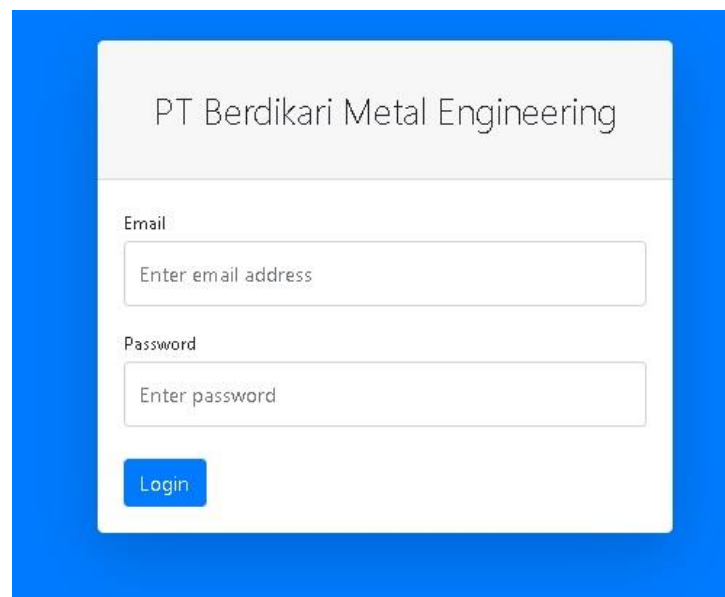 PT Berdikari Metal Engineering
Email
Enter email address
Password
Enter password
Login